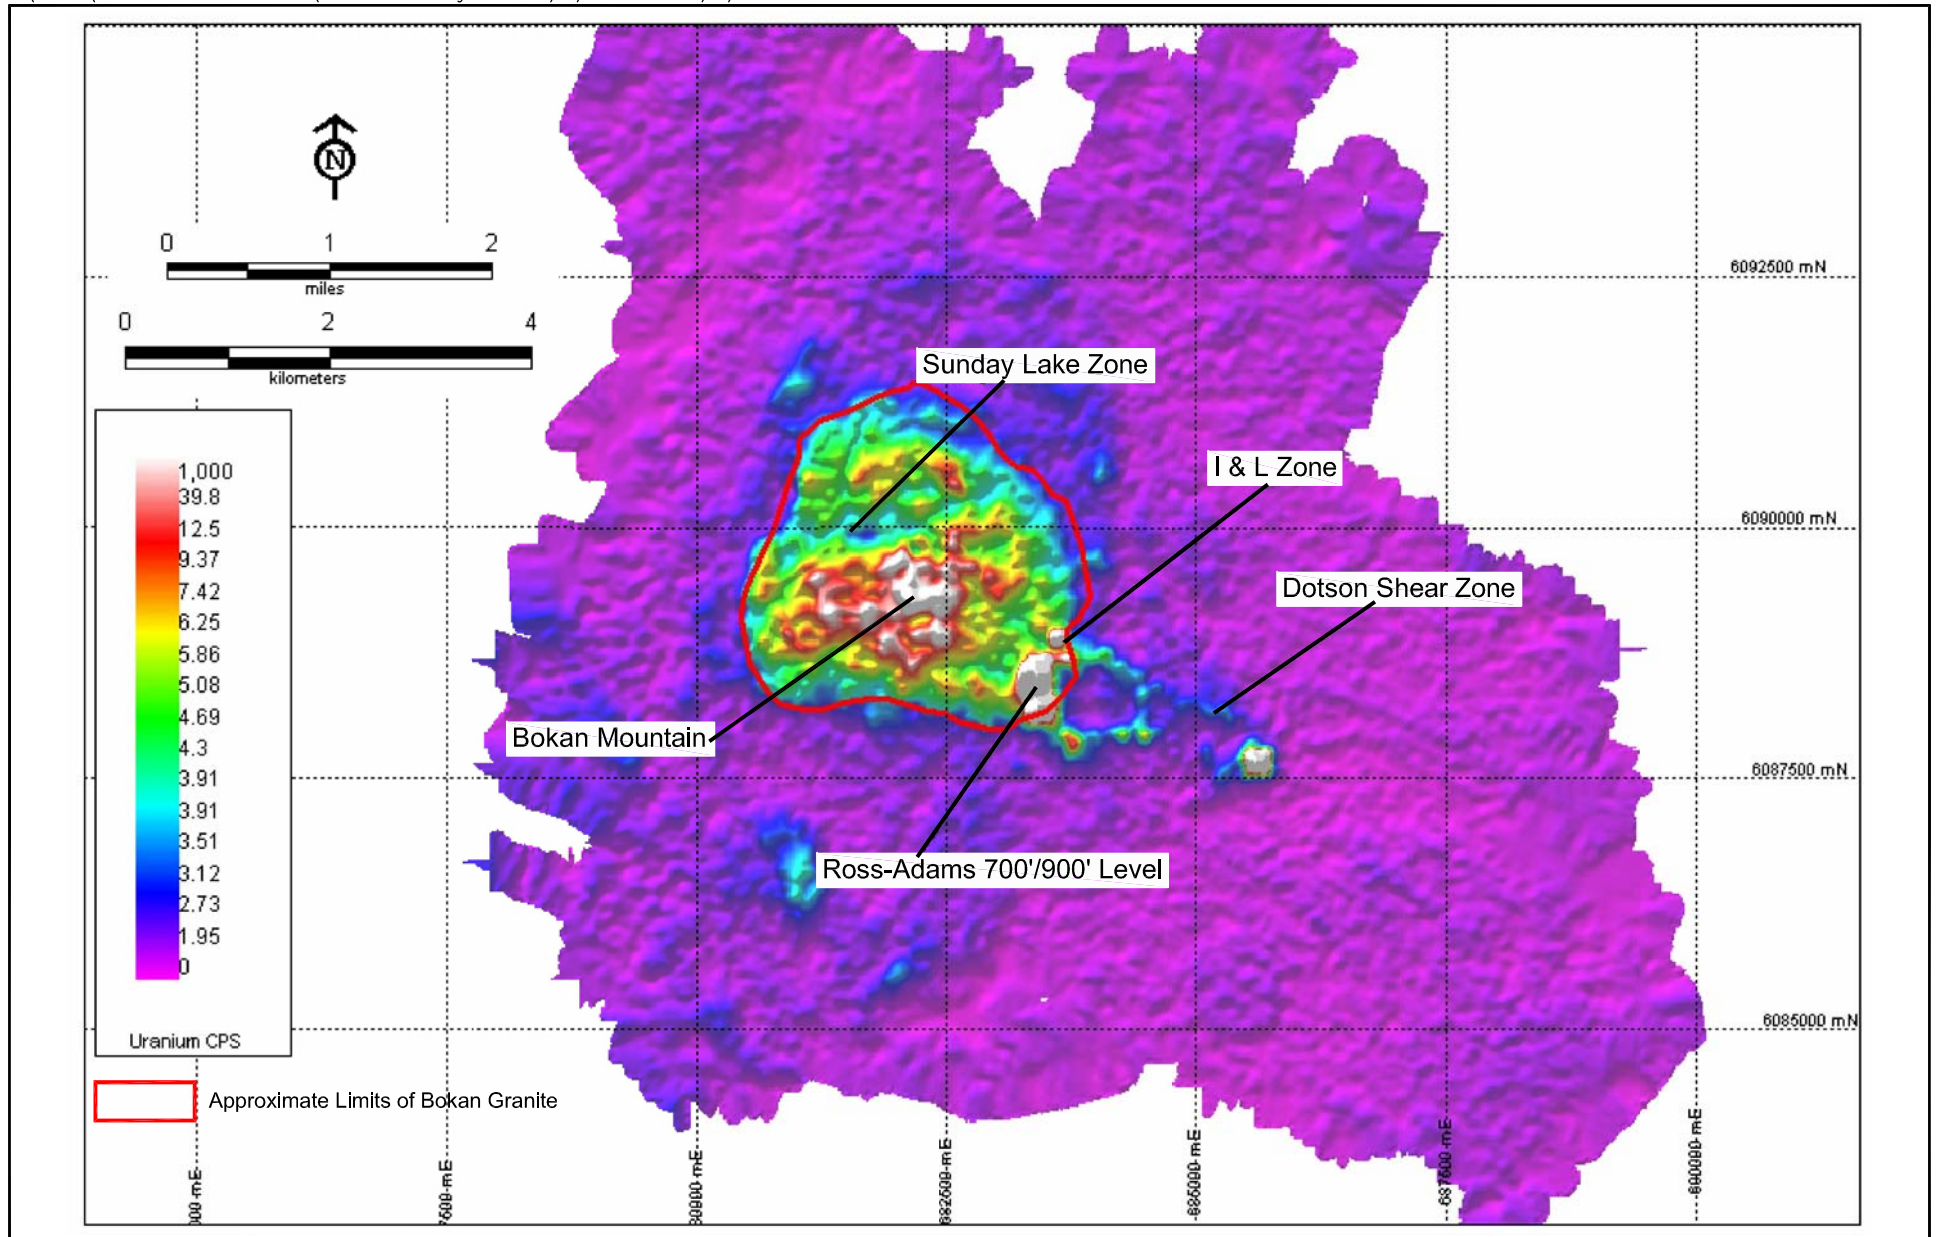 N
0 1 2
miles
0 2 4
kilometers
Sunday Lake Zone
I & L Zone
Dotson Shear Zone
Bokan Mountain
Ross-Adams 700'/900' Level
6092500 mN
6090000 mN
6087500 mN
6085000 mN
1,000
39.8
12.5
9.37
7.42
6.25
5.86
5.08
4.69
4.3
3.91
3.91
3.51
3.12
2.73
1.95
0
Uranium CPS
Approximate Limits of Bokan Granite
682500 mE
685000 mE
687500 mE